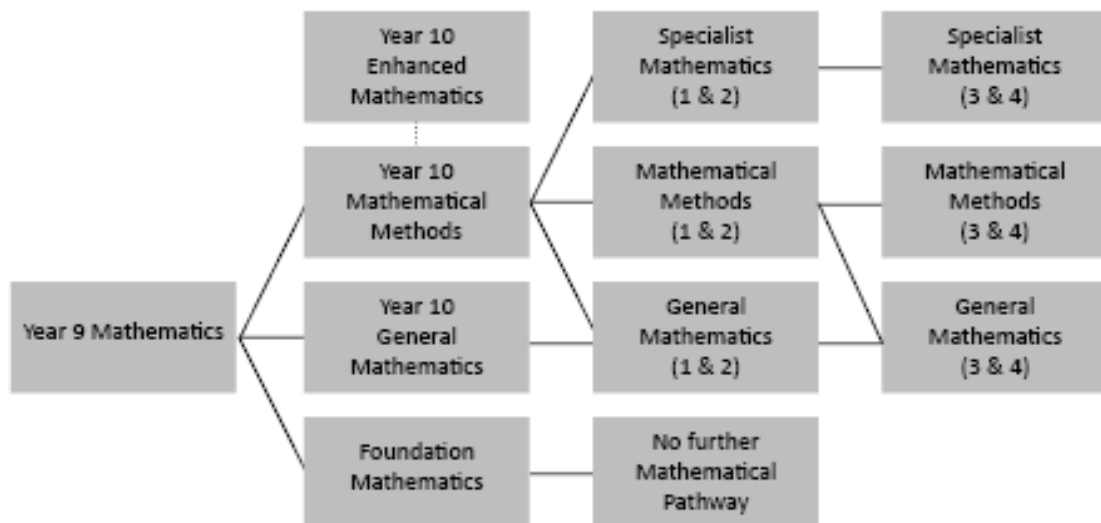 Year 10
Enhanced
Mathematics
Specialist
Mathematics
(1 & 2)
Specialist
Mathematics
(3 & 4)
Year 10
Mathematical
Methods
Mathematical
Methods
(1 & 2)
Mathematical
Methods
(3 & 4)
Year 9 Mathematics
Year 10
General
Mathematics
General
Mathematics
(1 & 2)
General
Mathematics
(3 & 4)
Foundation
Mathematics
No further
Mathematical
Pathway